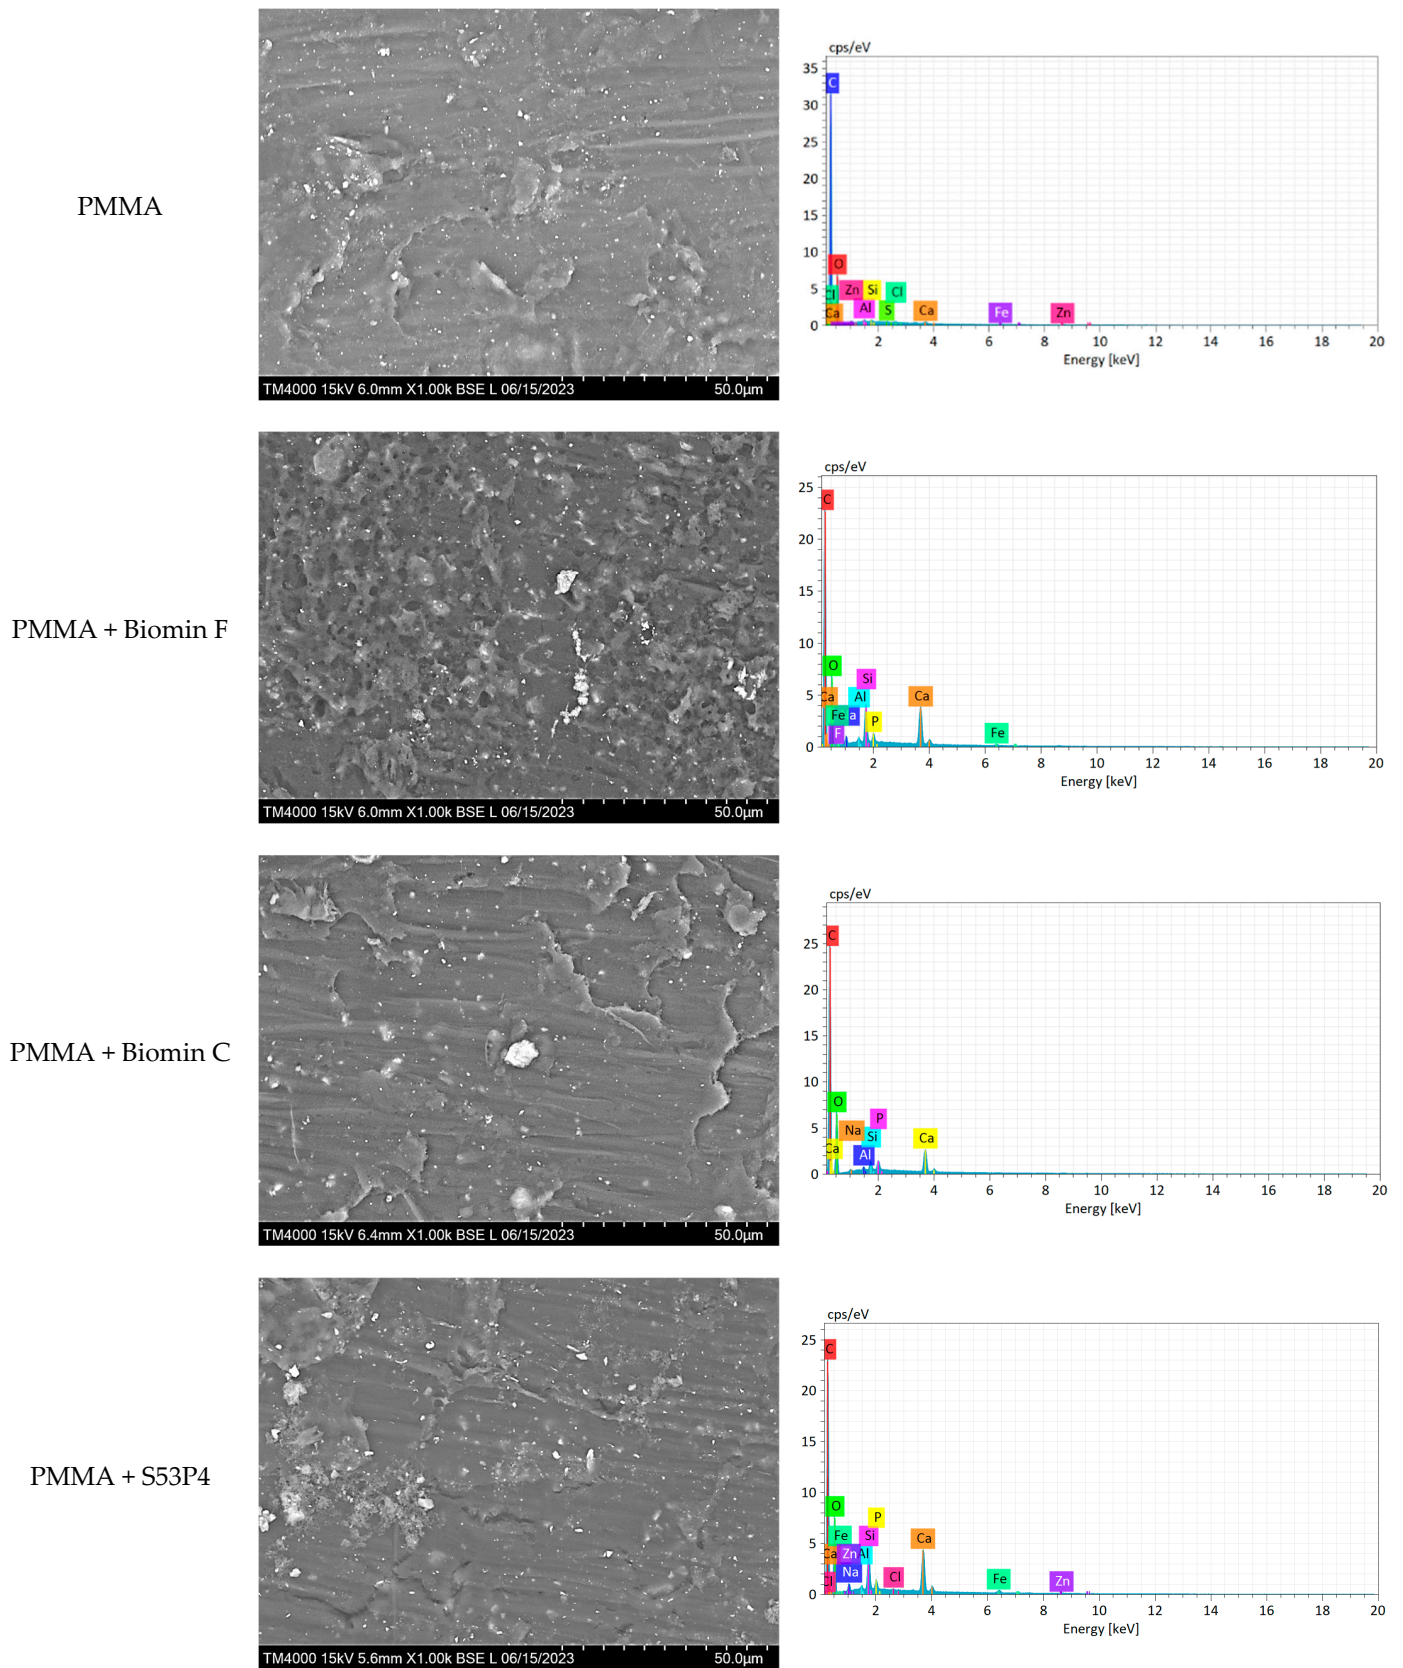 PMMA
TM4000 15kV 6.0mm X1.00k BSE L 06/15/2023 50.0µm
cps/eV
35
30
25
20
15
10
5
0
C
O
Cl
Ca
Zn
Si
Al
S
Cl
Ca
Fe
Zn
2 4 6 8 10 12 14 16 18 20
Energy [keV]
PMMA + Biomin F
TM4000 15kV 6.0mm X1.00k BSE L 06/15/2023 50.0µm
cps/eV
25
20
15
10
5
0
C
O
Ca
Si
Al
Fe
a
F
P
Ca
Fe
2 4 6 8 10 12 14 16 18 20
Energy [keV]
PMMA + Biomin C
TM4000 15kV 6.4mm X1.00k BSE L 06/15/2023 50.0µm
cps/eV
25
20
15
10
5
0
C
O
Ca
Na
P
Si
Al
Ca
2 4 6 8 10 12 14 16 18 20
Energy [keV]
PMMA + S53P4
TM4000 15kV 5.6mm X1.00k BSE L 06/15/2023 50.0µm
cps/eV
25
20
15
10
5
0
C
O
P
Fe
Si
Ca
Zn
Al
Na
Cl
Cl
Ca
Fe
Zn
2 4 6 8 10 12 14 16 18 20
Energy [keV]